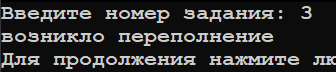 Введите номер задания: 3
возникло переполнение
Для продолжения нажмите